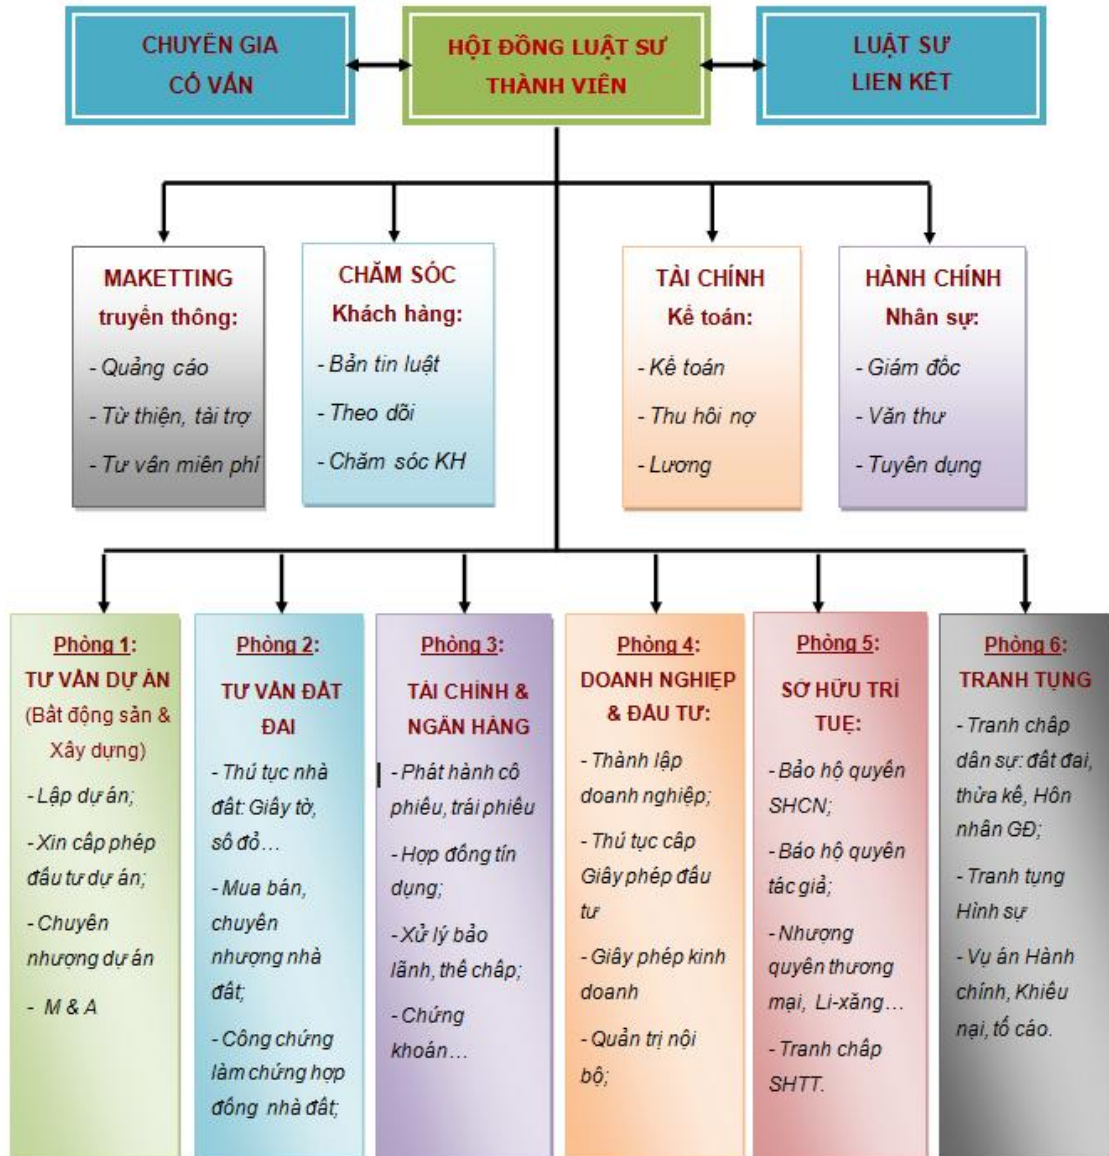 CHUYÊN GIA
CỐ VẤN
HỘI ĐỒNG LUẬT SƯ
THÀNH VIÊN
LUẬT SƯ
LIEN KẾT
MAKETTING
truyền thông:
- Quảng cáo
- Từ thiện, tài trợ
- Tư vấn miên phí
CHĂM SÓC
Khách hàng:
- Bản tin luật
- Theo dõi
- Chăm sóc KH
TÀI CHÍNH
Kế toán:
- Kế toán
- Thu hồi nợ
- Lương
HÀNH CHÍNH
Nhân sự:
- Giám đốc
- Văn thư
- Tuyên dụng
Phòng 1:
TƯ VẤN DỰ ÁN
(Bất động sản &
Xây dựng)
- Lập dự án;
- Xin cấp phép
đầu tư dự án;
- Chuyên
nhượng dự án
- M & A
Phòng 2:
TƯ VẤN ĐẤT
ĐAI
- Thủ tục nhà
đất: Giấy tờ,
sổ đỏ...
- Mua bán,
chuyên
nhượng nhà
đất;
- Công chứng
làm chứng hợp
đồng nhà đất;
Phòng 3:
TÀI CHÍNH &
NGÂN HÀNG
- Phát hành cổ
phiếu, trái phiếu
- Hợp đồng tín
dụng;
- Xử lý bảo
lãnh, thế chấp;
- Chứng
khoán...
Phòng 4:
DOANH NGHIỆP
& ĐẦU TƯ:
- Thành lập
doanh nghiệp;
- Thủ tục cấp
Giấy phép đầu
tư
- Giấy phép kinh
doanh
- Quản trị nội
bộ;
Phòng 5:
SỞ HỮU TRÍ
TUỆ:
- Bảo hộ quyền
SHCN;
- Báo hộ quyền
tác giả;
- Nhượng
quyền thương
mại, Li-xăng...
- Tranh chấp
SHTT.
Phòng 6:
TRANH TỤNG
- Tranh chấp
dân sự: đất đai,
thừa kế, Hôn
nhân GĐ;
- Tranh tụng
Hình sự
- Vụ án Hành
chính, Khiếu
nại, tố cáo.